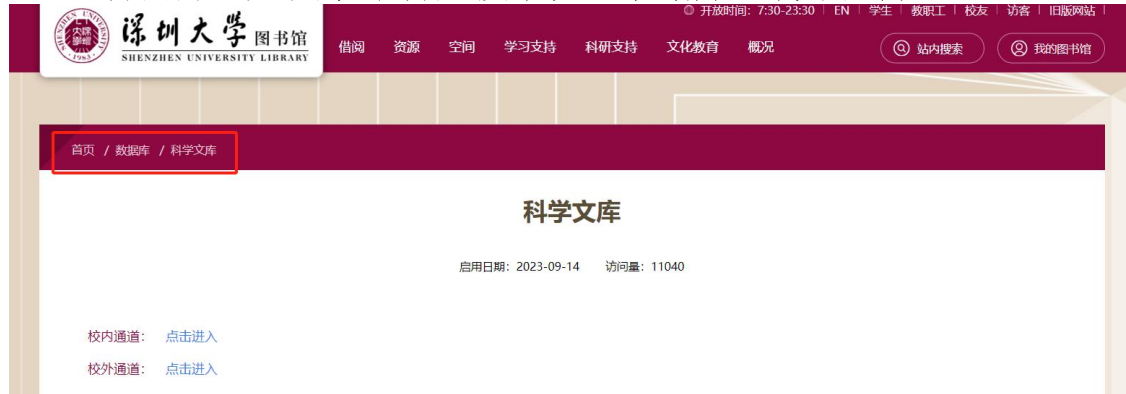 开放时间: 7:30-23:30 | EN | 学生 | 教职工 | 校友 | 访客 | 旧版网站 |
深圳大学 图书馆
SHENZHEN UNIVERSITY LIBRARY
·1983·
借阅 资源 空间 学习支持 科研支持 文化教育 概况
站内搜索 我的图书馆
首页 / 数据库 / 科学文库
科学文库
启用日期：2023-09-14 访问量：11040
校内通道： 点击进入
校外通道： 点击进入